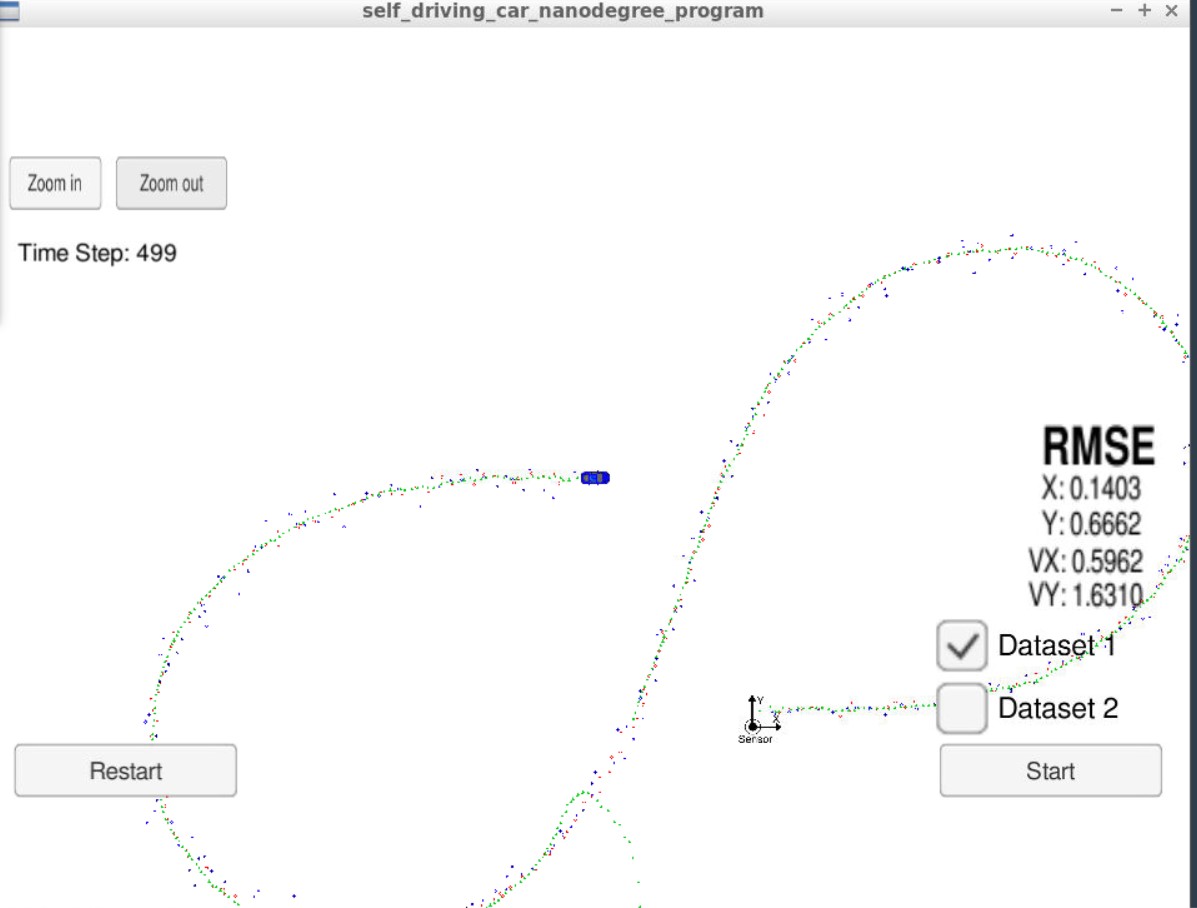 self_driving_car_nanodegree_program
Zoom in
Zoom out
Time Step: 499
RMSE
X: 0.1403
Y: 0.6662
VX: 0.5962
VY: 1.6310
Dataset 1
Dataset 2
Y
X
Sensor
Restart
Start